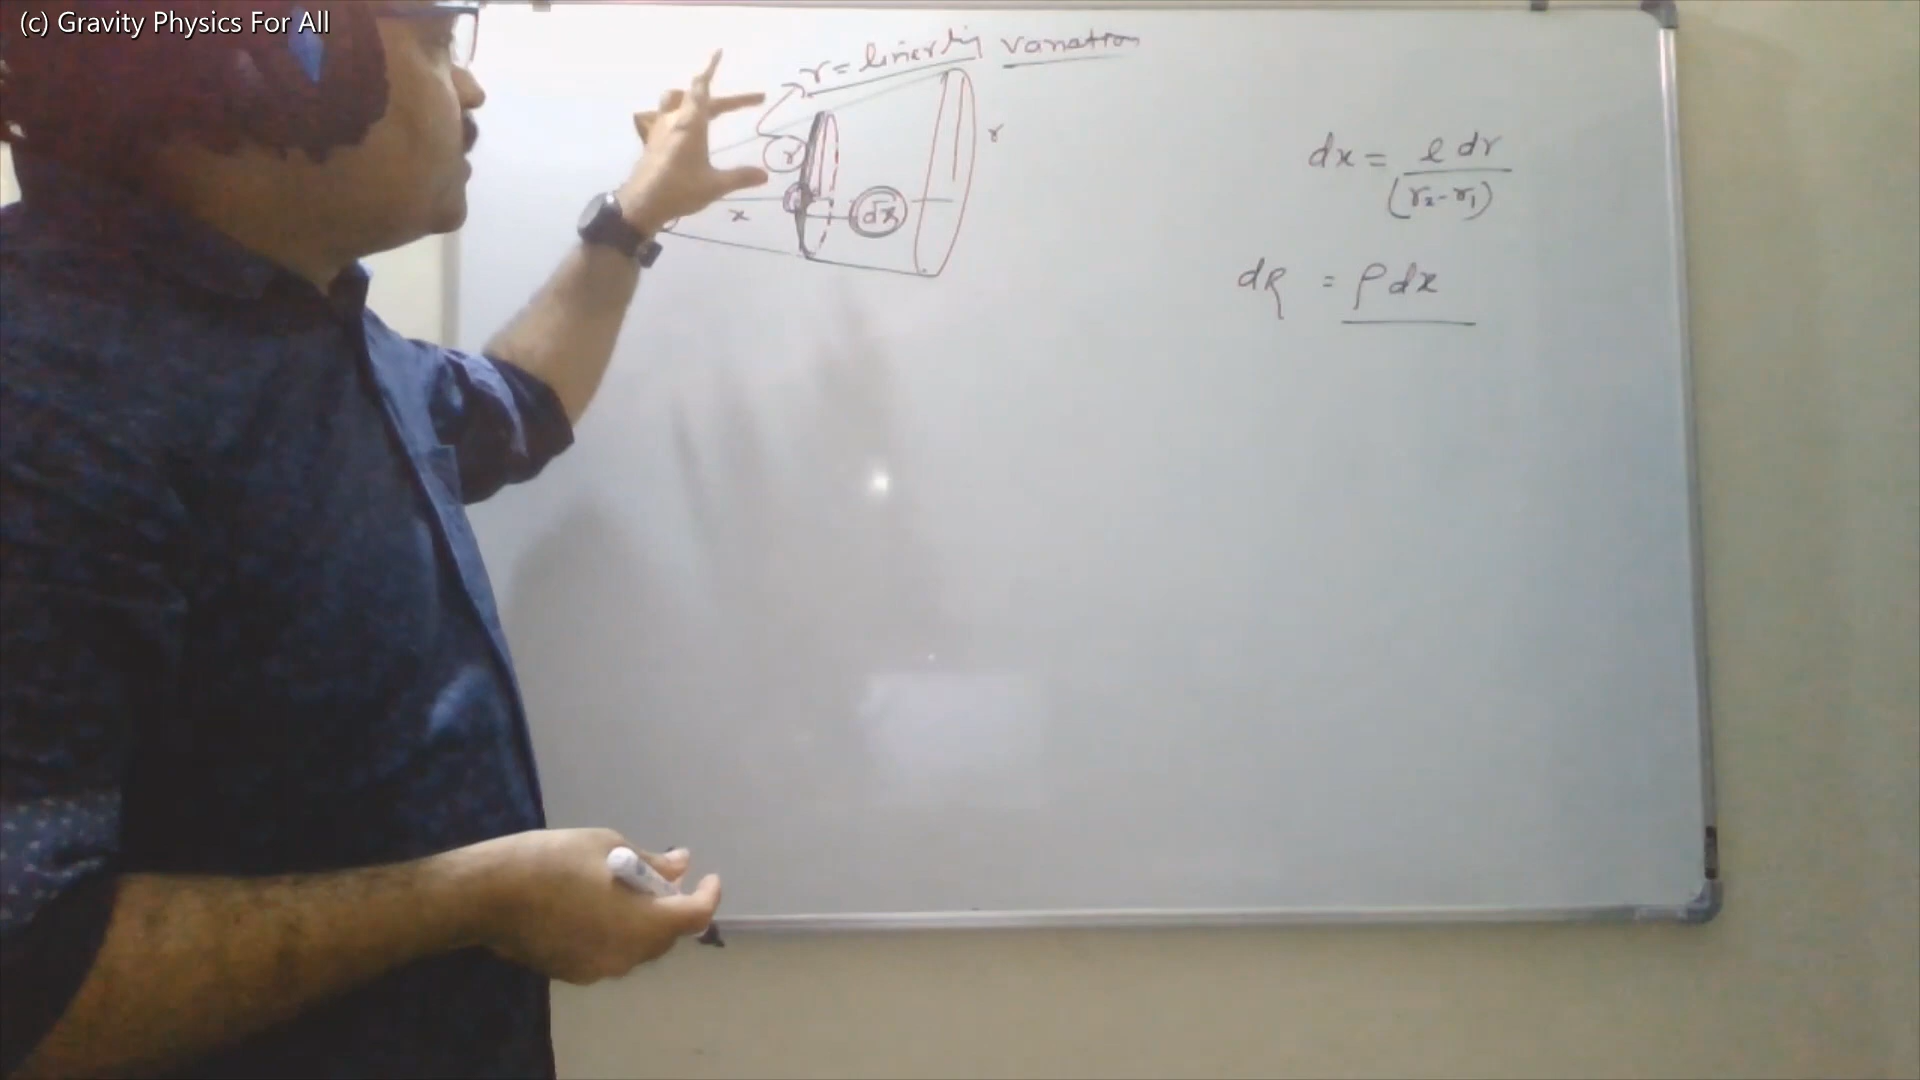 (c) Gravity Physics For All
r = linearly variation
r
r
x
dx
dx = l dr / (r₂-r₁)
dR = ρ dx